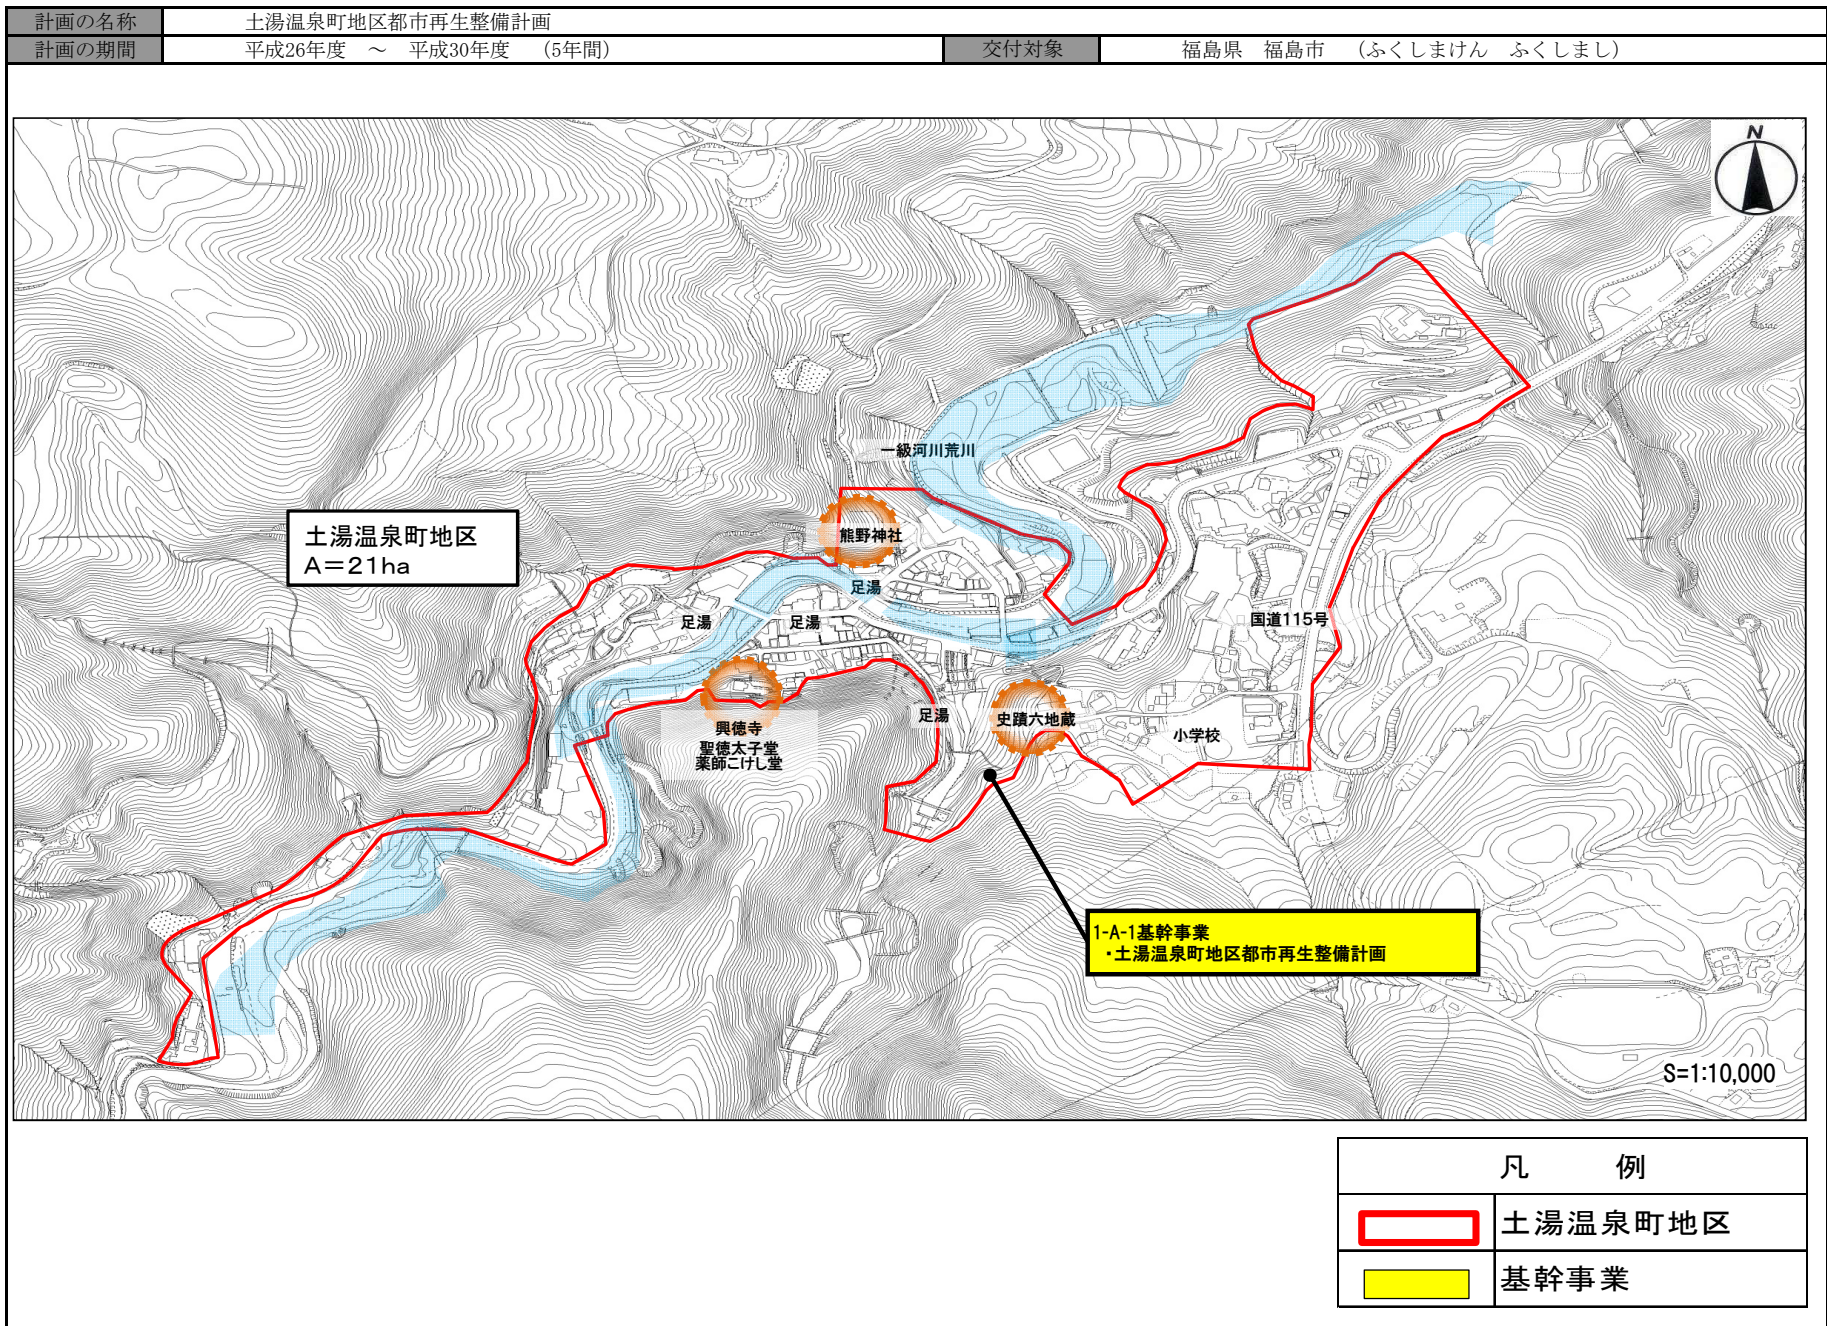 計画の名称 土湯温泉町地区都市再生整備計画
計画の期間 平成26年度 ～ 平成30年度 （5年間） 交付対象 福島県 福島市 （ふくしまけん ふくしまし）
N
一級河川荒川
土湯温泉町地区
A＝21ha
熊野神社
足湯
足湯
足湯
国道115号
足湯
史蹟六地蔵
小学校
興徳寺
聖徳太子堂
薬師こけし堂
1-A-1基幹事業
・土湯温泉町地区都市再生整備計画
S=1:10,000
凡 例
土湯温泉町地区
基幹事業